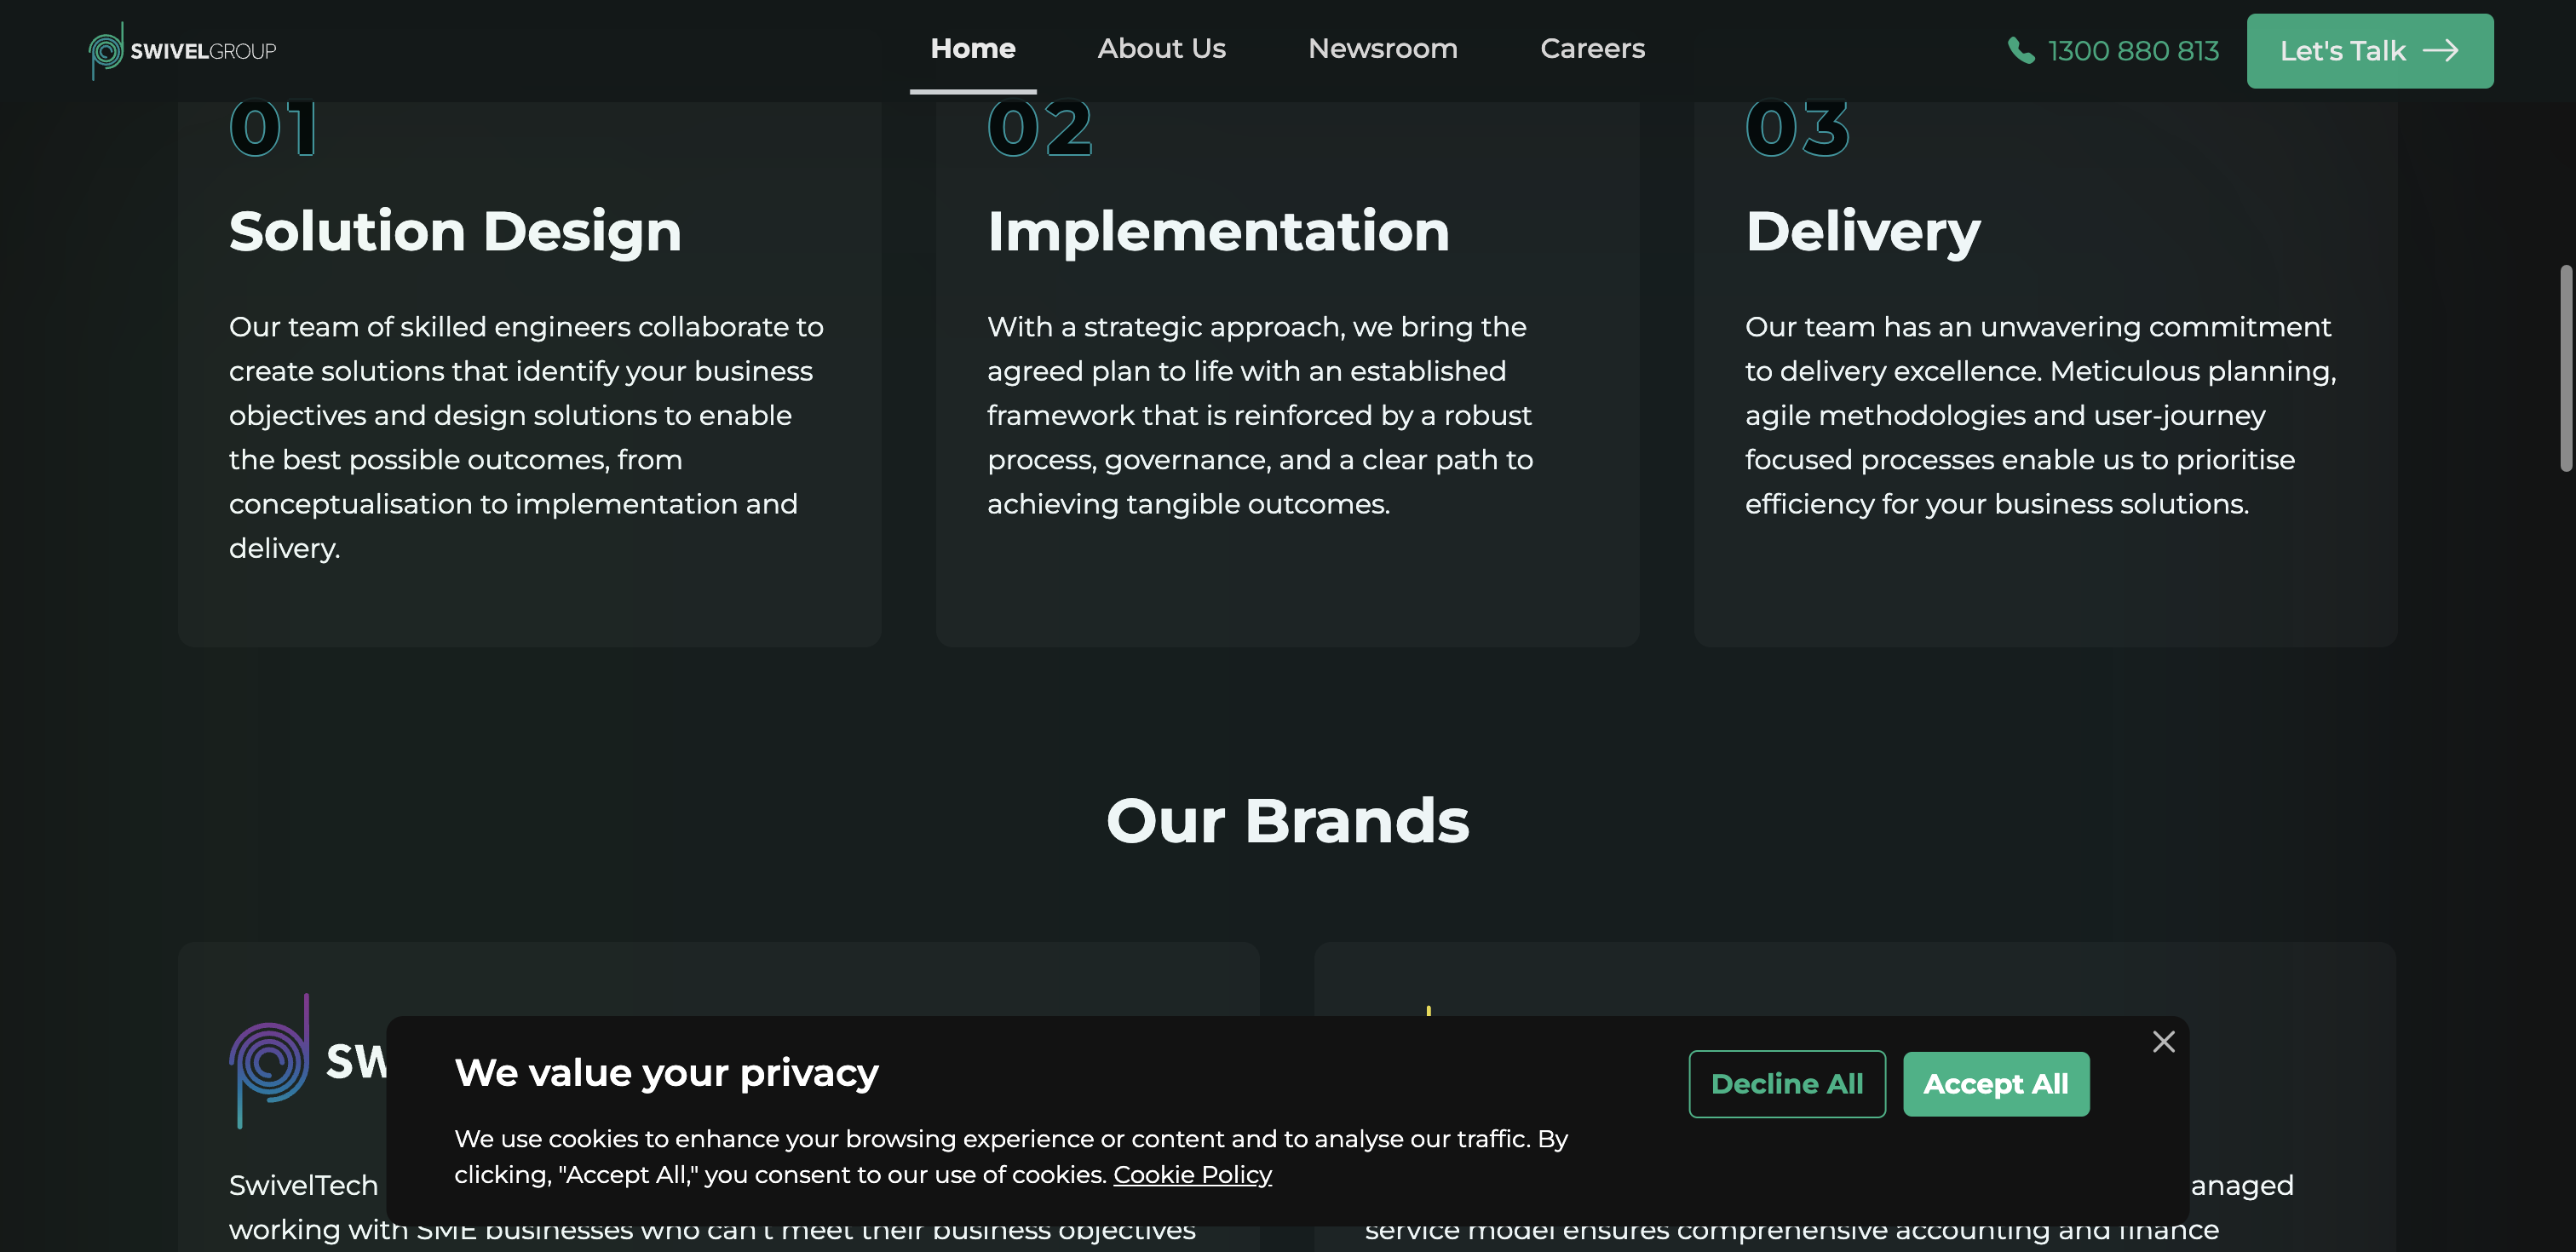 SWIVELGROUP
Home
About Us
Newsroom
Careers
1300 880 813
Let's Talk
01
Solution Design
Our team of skilled engineers collaborate to
create solutions that identify your business
objectives and design solutions to enable
the best possible outcomes, from
conceptualisation to implementation and
delivery.
02
Implementation
With a strategic approach, we bring the
agreed plan to life with an established
framework that is reinforced by a robust
process, governance, and a clear path to
achieving tangible outcomes.
03
Delivery
Our team has an unwavering commitment
to delivery excellence. Meticulous planning,
agile methodologies and user-journey
focused processes enable us to prioritise
efficiency for your business solutions.
Our Brands
SwivelTech
working with SME businesses who can't meet their business objectives
service model ensures comprehensive accounting and finance
We value your privacy
We use cookies to enhance your browsing experience or content and to analyse our traffic. By
clicking, "Accept All," you consent to our use of cookies. Cookie Policy
Decline All
Accept All